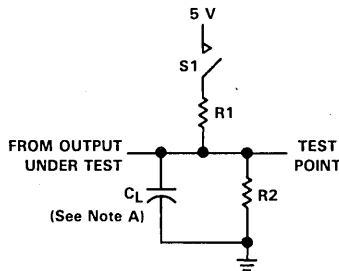 5 V
S1
R1
FROM OUTPUT
UNDER TEST
TEST
POINT
CL
(See Note A)
R2